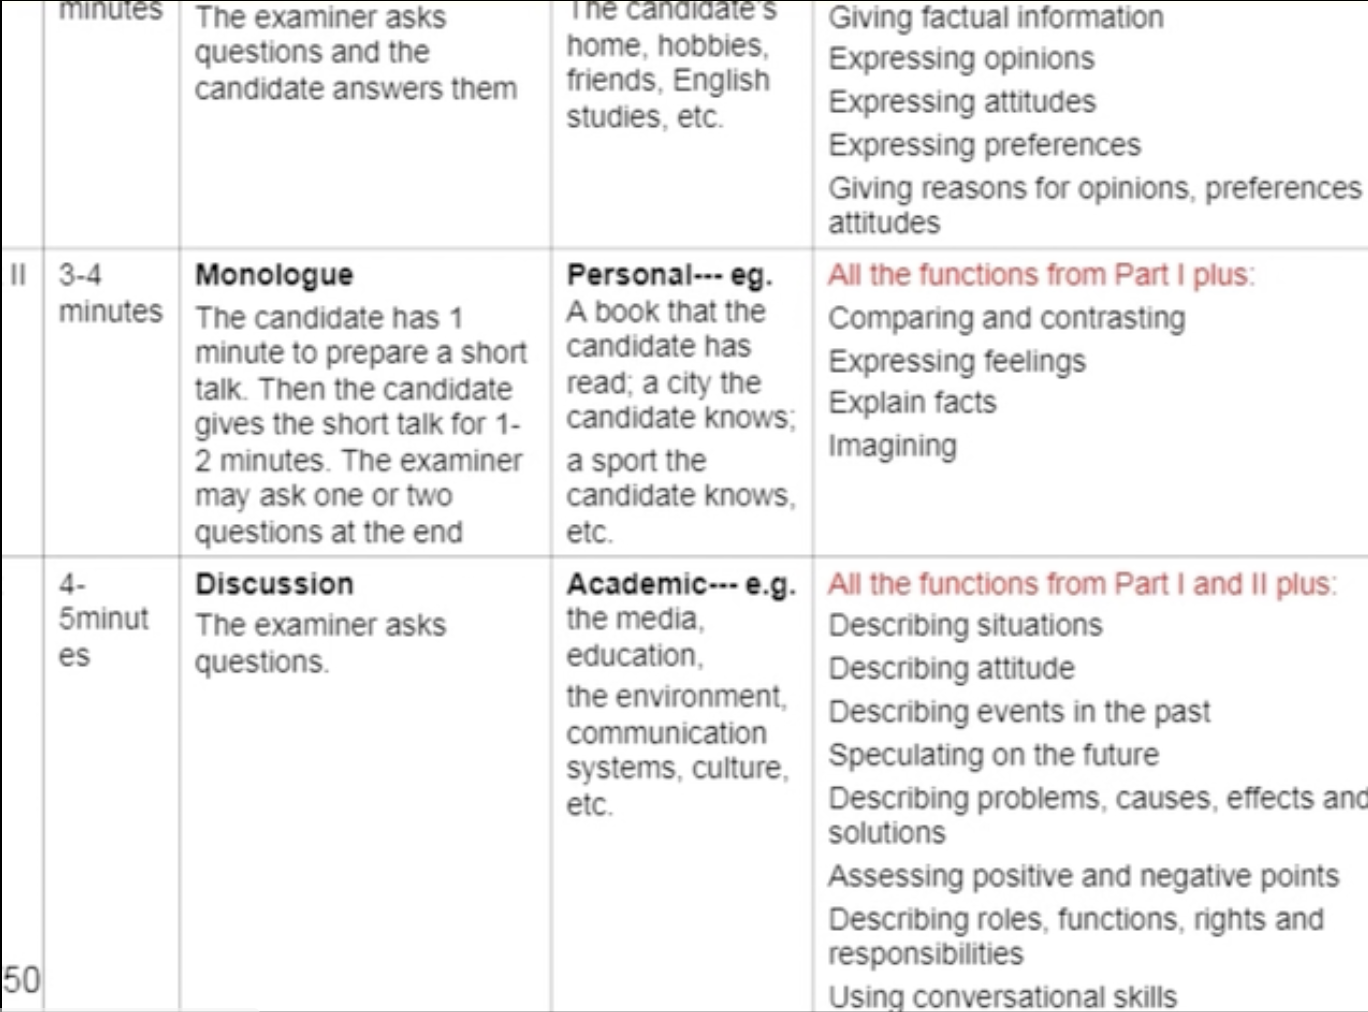 minutes
The examiner asks
questions and the
candidate answers them
The candidate's
home, hobbies,
friends, English
studies, etc.
Giving factual information
Expressing opinions
Expressing attitudes
Expressing preferences
Giving reasons for opinions, preferences
attitudes
II
3-4
minutes
Monologue
The candidate has 1
minute to prepare a short
talk. Then the candidate
gives the short talk for 1-
2 minutes. The examiner
may ask one or two
questions at the end
Personal--- eg.
A book that the
candidate has
read; a city the
candidate knows;
a sport the
candidate knows,
etc.
All the functions from Part I plus:
Comparing and contrasting
Expressing feelings
Explain facts
Imagining
4-
5minut
es
Discussion
The examiner asks
questions.
Academic--- e.g.
the media,
education,
the environment,
communication
systems, culture,
etc.
All the functions from Part I and II plus:
Describing situations
Describing attitude
Describing events in the past
Speculating on the future
Describing problems, causes, effects and
solutions
Assessing positive and negative points
Describing roles, functions, rights and
responsibilities
Using conversational skills
50